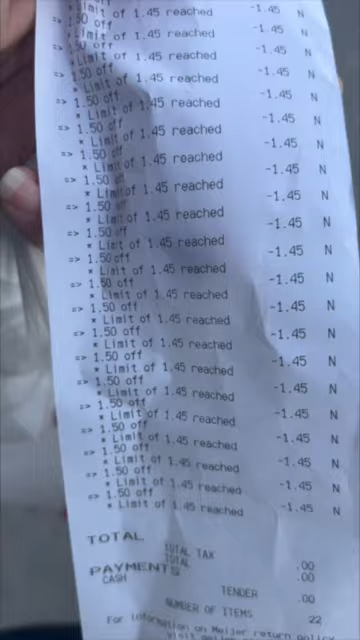 off
* Limit of 1.45 reached -1.45 N
=> 1.50 off
* Limit of 1.45 reached -1.45 N
=> 1.50 off
* Limit of 1.45 reached -1.45 N
=> 1.50 off
* Limit of 1.45 reached -1.45 N
=> 1.50 off
* Limit of 1.45 reached -1.45 N
=> 1.50 off
* Limit of 1.45 reached -1.45 N
=> 1.50 off
* Limit of 1.45 reached -1.45 N
=> 1.50 off
* Limit of 1.45 reached -1.45 N
=> 1.50 off
* Limit of 1.45 reached -1.45 N
=> 1.50 off
* Limit of 1.45 reached -1.45 N
=> 1.50 off
* Limit of 1.45 reached -1.45 N
=> 1.50 off
* Limit of 1.45 reached -1.45 N
=> 1.50 off
* Limit of 1.45 reached -1.45 N
=> 1.50 off
* Limit of 1.45 reached -1.45 N
=> 1.50 off
* Limit of 1.45 reached -1.45 N
=> 1.50 off
* Limit of 1.45 reached -1.45 N
=> 1.50 off
* Limit of 1.45 reached -1.45 N
=> 1.50 off
* Limit of 1.45 reached -1.45 N
=> 1.50 off
* Limit of 1.45 reached -1.45 N
=> 1.50 off
* Limit of 1.45 reached -1.45 N
=> 1.50 off
* Limit of 1.45 reached -1.45 N
TOTAL
TOTAL TAX .00
TOTAL .00
PAYMENTS
CASH TENDER .00
NUMBER OF ITEMS 22
For information on Meijer return policy
visit